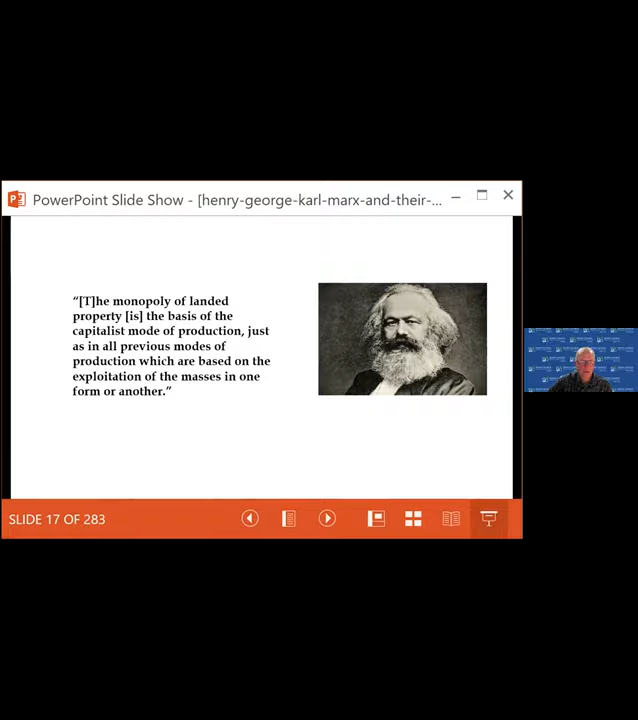 PowerPoint Slide Show - [henry-george-karl-marx-and-their-...
“[T]he monopoly of landed
property [is] the basis of the
capitalist mode of production, just
as in all previous modes of
production which are based on the
exploitation of the masses in one
form or another.”
SLIDE 17 OF 283